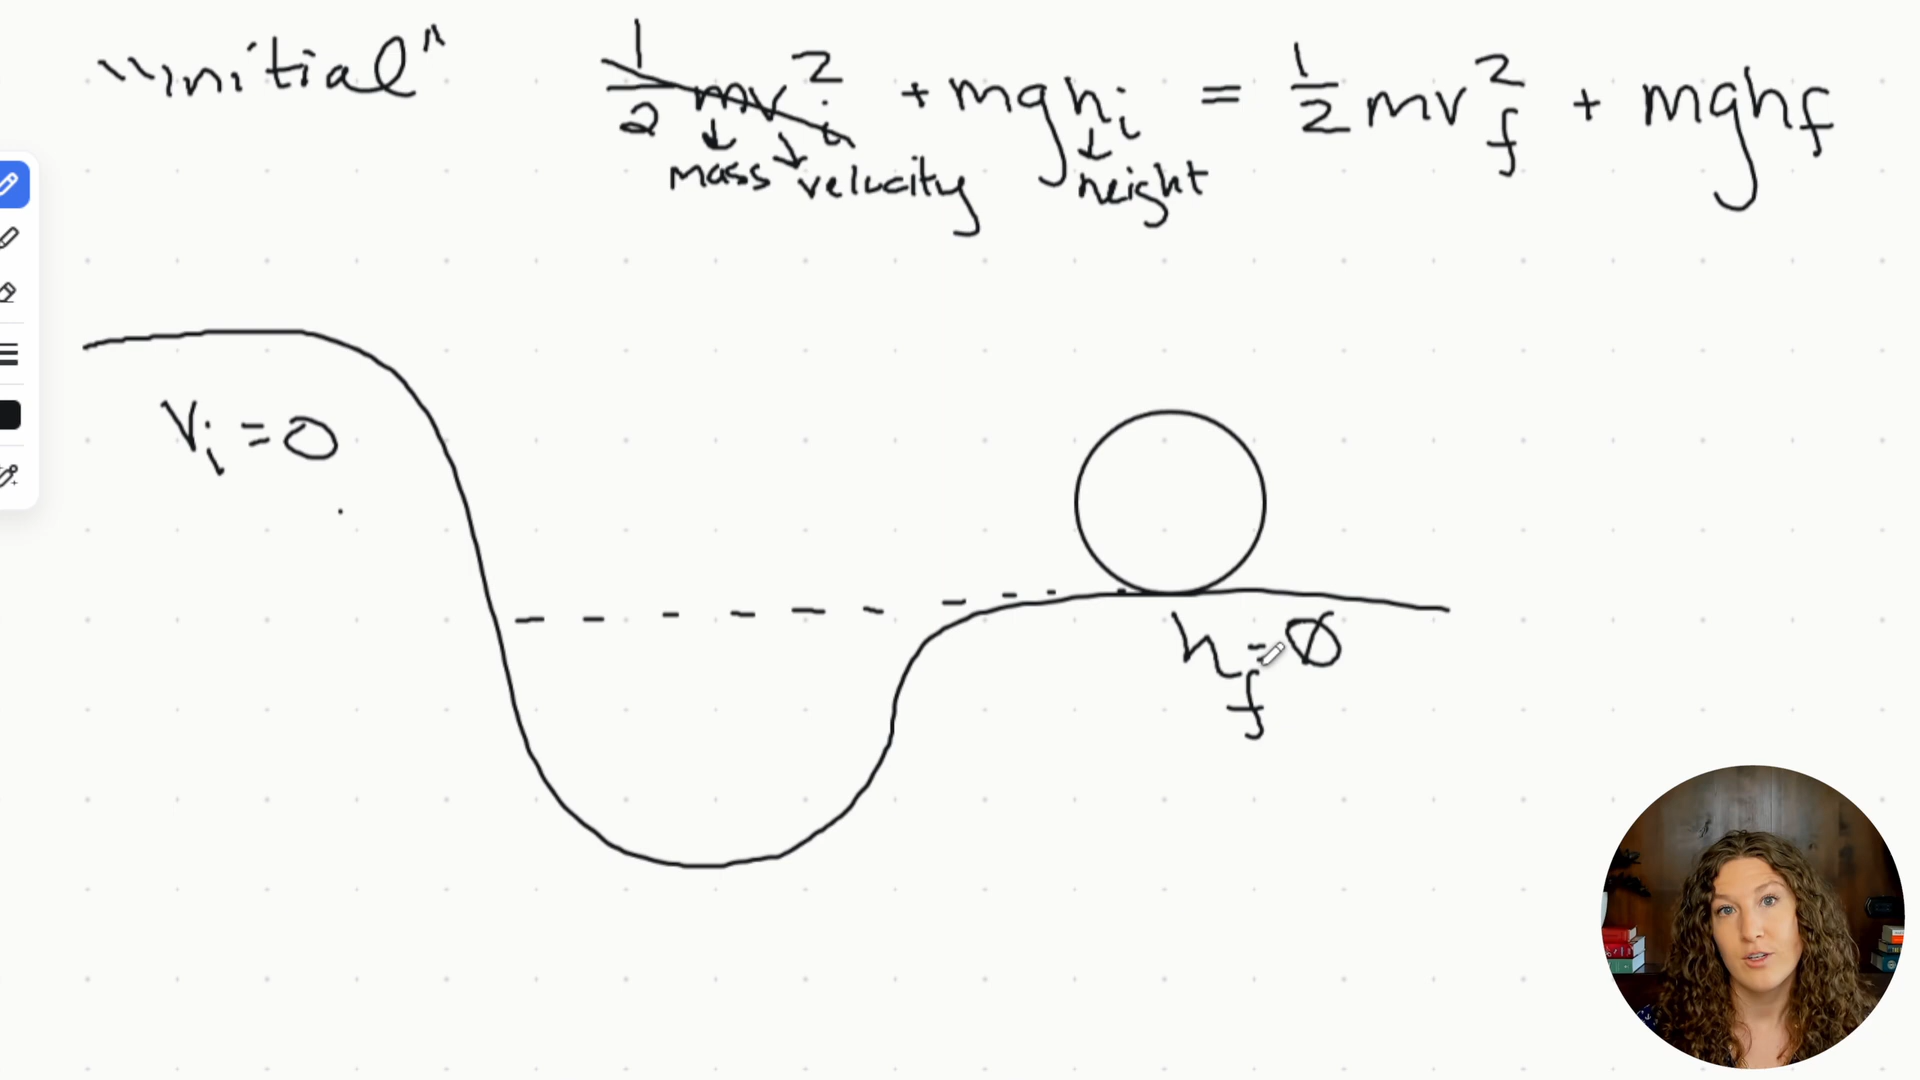 "initial" 1/2 mv_i^2 + mgh_i = 1/2 mv_f^2 + mgh_f
mass velocity height
v_i = 0
h_f = 0